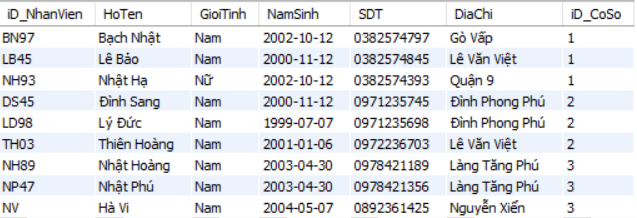 iD_NhanVien HoTen GioiTinh NamSinh SDT DiaChi iD_CoSo
BN97 Bạch Nhật Nam 2002-10-12 0382574797 Gò Vấp 1
LB45 Lê Bảo Nam 2000-11-12 0382574845 Lê Văn Việt 1
NH93 Nhật Hạ Nữ 2002-10-12 0382574393 Quận 9 1
DS45 Đình Sang Nam 2000-11-12 0971235745 Đình Phong Phú 2
LD98 Lý Đức Nam 1999-07-07 0971235698 Đình Phong Phú 2
TH03 Thiên Hoàng Nam 2001-01-06 0972236703 Lê Văn Việt 2
NH89 Nhật Hoàng Nam 2003-04-30 0978421189 Làng Tăng Phú 3
NP47 Nhật Phú Nam 2003-04-30 0978421356 Làng Tăng Phú 3
NV Hà Vi Nam 2004-05-07 0892361425 Nguyễn Xiển 3